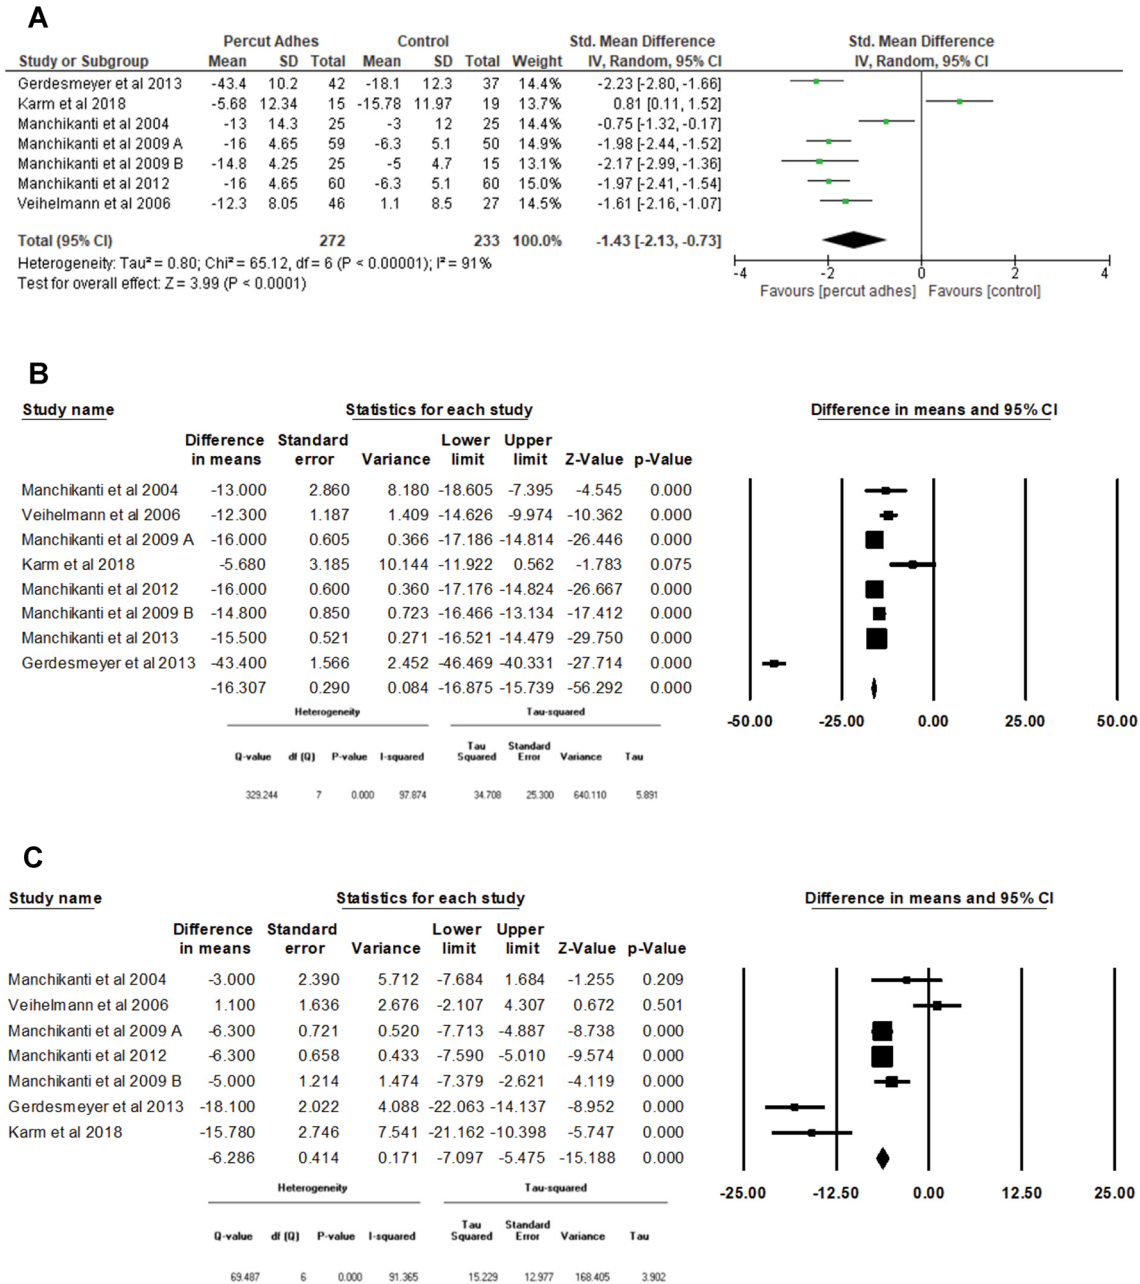 A
Percut Adhes Control Std. Mean Difference Std. Mean Difference
Study or Subgroup Mean SD Total Mean SD Total Weight IV, Random, 95% CI IV, Random, 95% CI
Gerdesmeyer et al 2013 -43.4 10.2 42 -18.1 12.3 37 14.4% -2.23 [-2.80, -1.66]
Karm et al 2018 -5.68 12.34 15 -15.78 11.97 19 13.7% 0.81 [0.11, 1.52]
Manchikanti et al 2004 -13 14.3 25 -3 12 25 14.4% -0.75 [-1.32, -0.17]
Manchikanti et al 2009 A -16 4.65 59 -6.3 5.1 50 14.9% -1.98 [-2.44, -1.52]
Manchikanti et al 2009 B -14.8 4.25 25 -5 4.7 15 13.1% -2.17 [-2.99, -1.36]
Manchikanti et al 2012 -16 4.65 60 -6.3 5.1 60 15.0% -1.97 [-2.41, -1.54]
Veihelmann et al 2006 -12.3 8.05 46 1.1 8.5 27 14.5% -1.61 [-2.16, -1.07]
Total (95% CI) 272 233 100.0% -1.43 [-2.13, -0.73]
Heterogeneity: Tau² = 0.80; Chi² = 65.12, df = 6 (P < 0.00001); I² = 91%
Test for overall effect: Z = 3.99 (P < 0.0001)
-4 -2 0 2 4
Favours [percut adhes] Favours [control]
B
Study name Statistics for each study Difference in means and 95% CI
Difference Standard Lower Upper
in means error Variance limit limit Z-Value p-Value
Manchikanti et al 2004 -13.000 2.860 8.180 -18.605 -7.395 -4.545 0.000
Veihelmann et al 2006 -12.300 1.187 1.409 -14.626 -9.974 -10.362 0.000
Manchikanti et al 2009 A -16.000 0.605 0.366 -17.186 -14.814 -26.446 0.000
Karm et al 2018 -5.680 3.185 10.144 -11.922 0.562 -1.783 0.075
Manchikanti et al 2012 -16.000 0.600 0.360 -17.176 -14.824 -26.667 0.000
Manchikanti et al 2009 B -14.800 0.850 0.723 -16.466 -13.134 -17.412 0.000
Manchikanti et al 2013 -15.500 0.521 0.271 -16.521 -14.479 -29.750 0.000
Gerdesmeyer et al 2013 -43.400 1.566 2.452 -46.469 -40.331 -27.714 0.000
-16.307 0.290 0.084 -16.875 -15.739 -56.292 0.000
-50.00 -25.00 0.00 25.00 50.00
Heterogeneity Tau-squared
Tau Standard
Q-value df (Q) P-value I-squared Squared Error Variance Tau
329.244 7 0.000 97.874 34.708 25.300 640.110 5.891
C
Study name Statistics for each study Difference in means and 95% CI
Difference Standard Lower Upper
in means error Variance limit limit Z-Value p-Value
Manchikanti et al 2004 -3.000 2.390 5.712 -7.684 1.684 -1.255 0.209
Veihelmann et al 2006 1.100 1.636 2.676 -2.107 4.307 0.672 0.501
Manchikanti et al 2009 A -6.300 0.721 0.520 -7.713 -4.887 -8.738 0.000
Manchikanti et al 2012 -6.300 0.658 0.433 -7.590 -5.010 -9.574 0.000
Manchikanti et al 2009 B -5.000 1.214 1.474 -7.379 -2.621 -4.119 0.000
Gerdesmeyer et al 2013 -18.100 2.022 4.088 -22.063 -14.137 -8.952 0.000
Karm et al 2018 -15.780 2.746 7.541 -21.162 -10.398 -5.747 0.000
-6.286 0.414 0.171 -7.097 -5.475 -15.188 0.000
-25.00 -12.50 0.00 12.50 25.00
Heterogeneity Tau-squared
Tau Standard
Q-value df (Q) P-value I-squared Squared Error Variance Tau
69.487 6 0.000 91.365 15.229 12.977 168.405 3.902